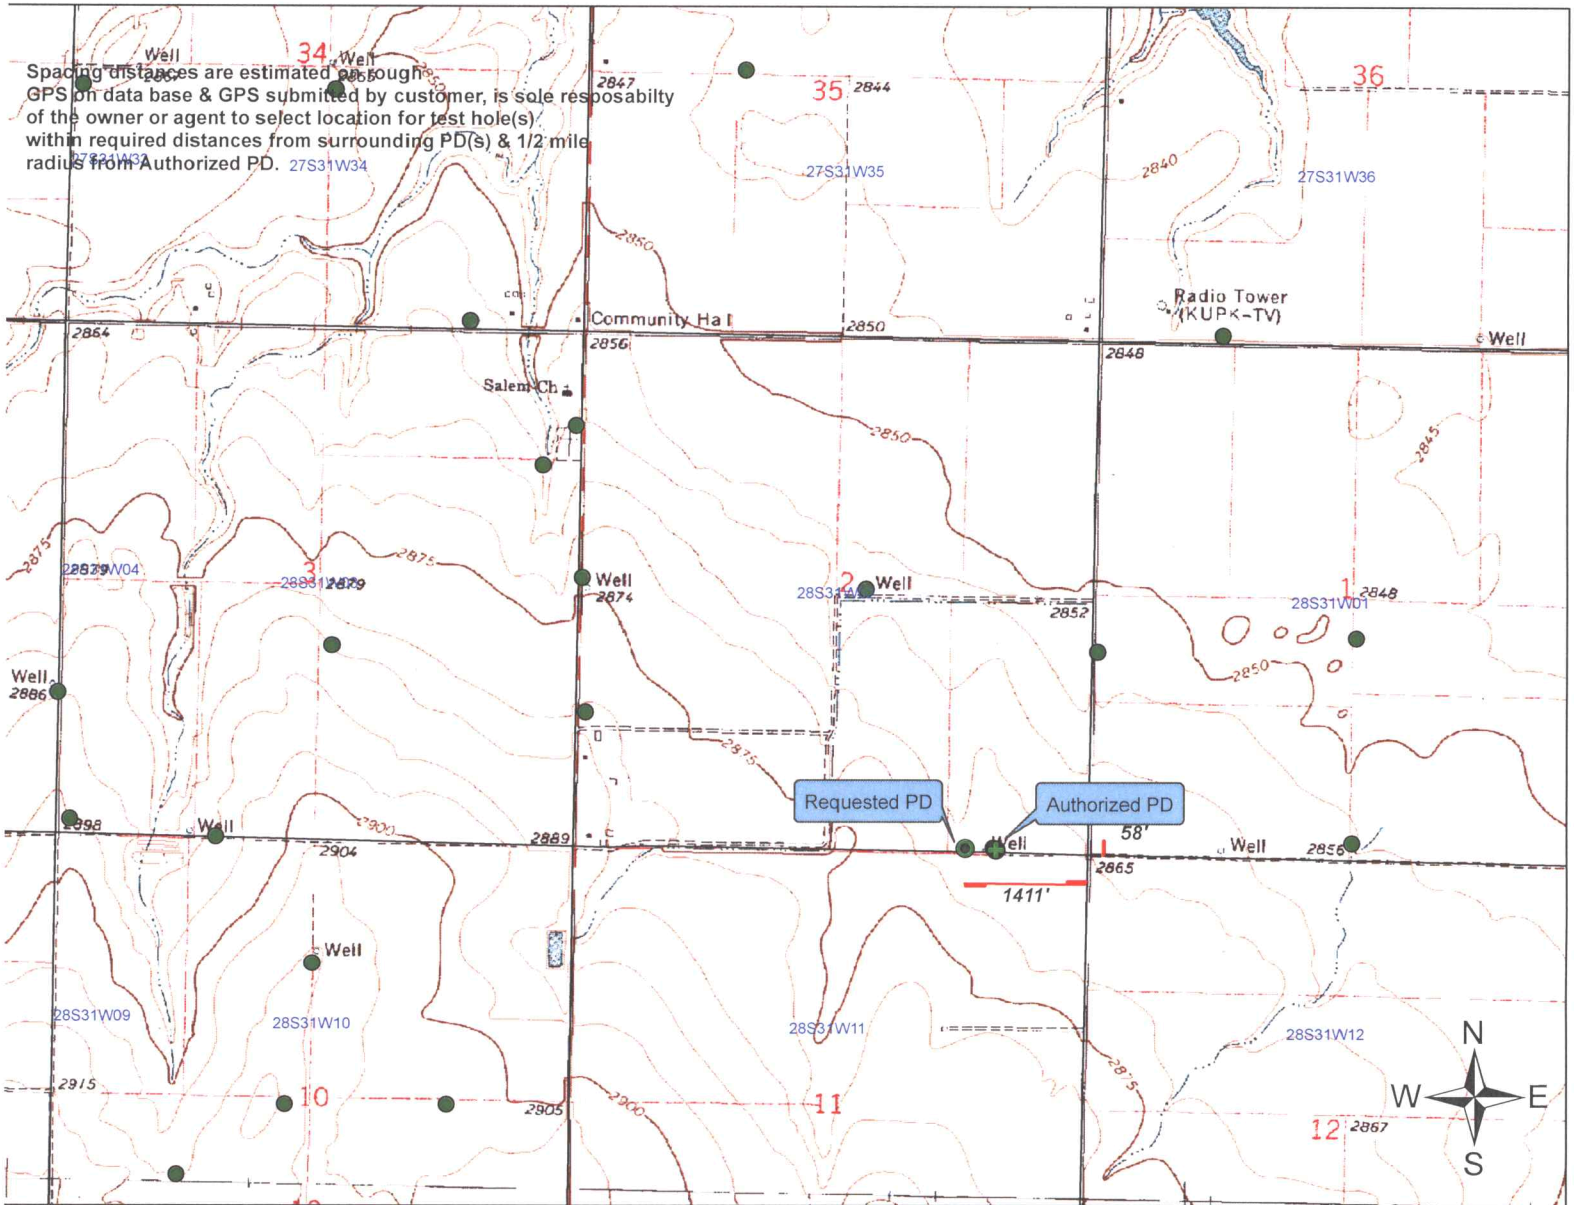 Well
34
Well
Spacing distances are estimated on rough
2850
GPS on data base & GPS submitted by customer, is sole resposabilty
of the owner or agent to select location for test hole(s)
within required distances from surrounding PD(s) & 1/2 mile
radius from Authorized PD.
27S31W33
27S31W34
2847
35
2844
36
27S31W35
2840
27S31W36
2850
Radio Tower
(KUPK-TV)
2864
Community Hall
2856
2850
2848
Well
Salem Ch
2850
2845
2875
2875
28S31W04
2839
3
28S31W03
2879
Well
2874
2
Well
28S31W02
2852
1
2848
28S31W01
Well
2886
2850
2875
Requested PD
Authorized PD
2898
Well
2900
2904
2889
Well
58'
2865
Well
2856
1411'
Well
28S31W09
28S31W10
28S31W11
28S31W12
2915
10
2905
2900
11
2875
12
2867
N
W
E
S